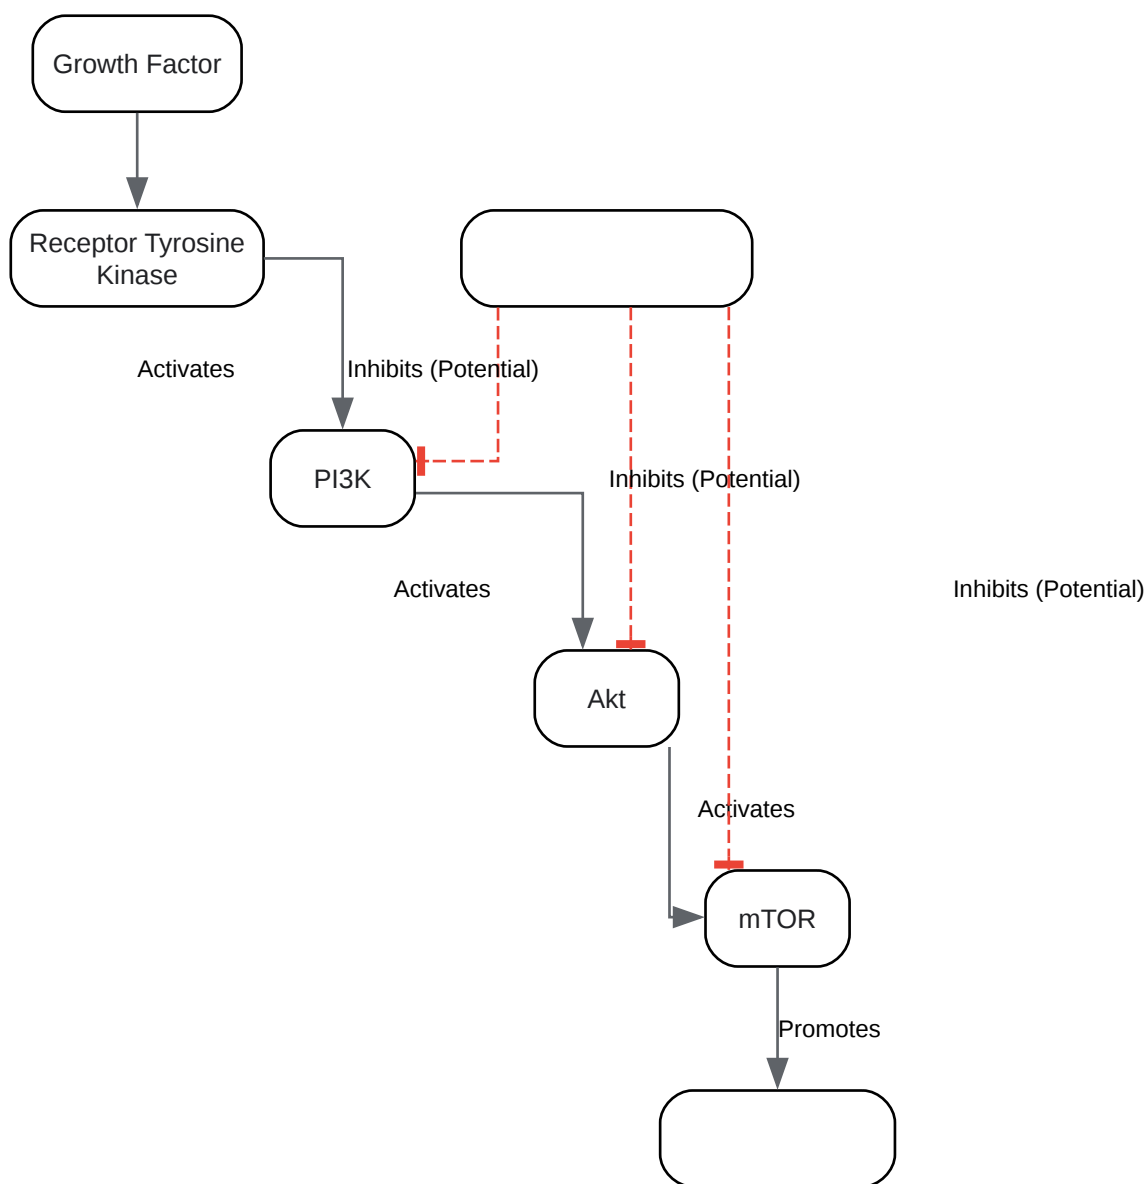 Growth Factor
Receptor Tyrosine
Kinase
Activates
Inhibits (Potential)
PI3K
Inhibits (Potential)
Activates
Inhibits (Potential)
Akt
Activates
mTOR
Promotes